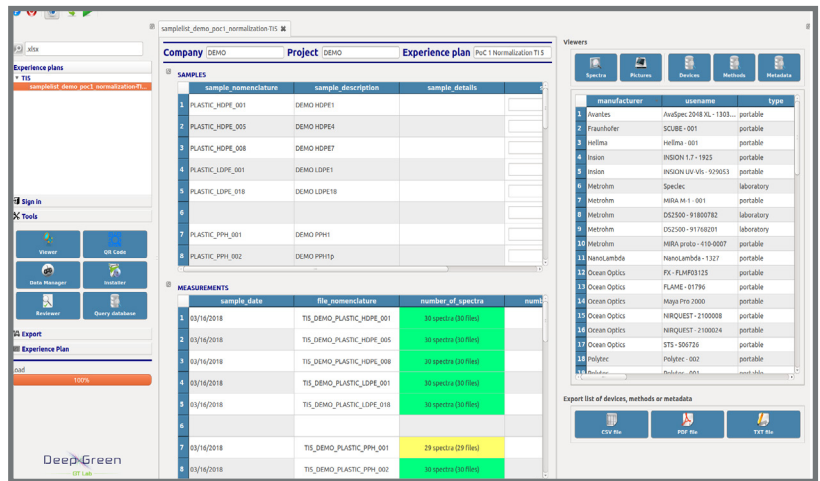 samplelist_demo_poc1_normalization-TIS
xlsx
Experience plans
TIS
samplelist_demo_poc1_normalization-TI...
Sign in
Tools
Viewer
QR Code
Data Manager
Installer
Reviewer
Query database
Export
Experience Plan
oad
100%
Deep Green
IOT Lab
Company DEMO Project DEMO Experience plan PoC 1 Normalization TI S
SAMPLES
sample_nomenclature sample_description sample_details
1 PLASTIC_HDPE_001 DEMO HDPE1
2 PLASTIC_HDPE_005 DEMO HDPE4
3 PLASTIC_HDPE_008 DEMO HDPE7
4 PLASTIC_LDPE_001 DEMO LDPE1
5 PLASTIC_LDPE_018 DEMO LDPE18
6
7 PLASTIC_PPH_001 DEMO PPH1
8 PLASTIC_PPH_002 DEMO PPH1p
MEASUREMENTS
sample_date file_nomenclature number_of_spectra numb
1 03/16/2018 TIS_DEMO_PLASTIC_HDPE_001 30 spectra (30 files)
2 03/16/2018 TIS_DEMO_PLASTIC_HDPE_005 30 spectra (30 files)
3 03/16/2018 TIS_DEMO_PLASTIC_HDPE_008 30 spectra (30 files)
4 03/16/2018 TIS_DEMO_PLASTIC_LDPE_001 30 spectra (30 files)
5 03/16/2018 TIS_DEMO_PLASTIC_LDPE_018 30 spectra (30 files)
6
7 03/16/2018 TIS_DEMO_PLASTIC_PPH_001 29 spectra (29 files)
8 03/16/2018 TIS_DEMO_PLASTIC_PPH_002 30 spectra (30 files)
Viewers
Spectra Pictures Devices Methods Metadata
manufacturer usename type
1 Avantes AvaSpec 2048 XL - 1303... portable
2 Fraunhofer SCUBE - 001 portable
3 Hellma Hellma - 001 portable
4 Insion INSION 1.7 - 1925 portable
5 Insion INSION UV-Vis - 929053 portable
6 Metrohm Speclec laboratory
7 Metrohm MIRA M-1 - 001 portable
8 Metrohm DS2500 - 91800782 laboratory
9 Metrohm DS2500 - 91768201 laboratory
10 Metrohm MIRA proto - 410-0007 portable
11 NanoLambda NanoLambda - 1327 portable
12 Ocean Optics FX - FLMF03125 portable
13 Ocean Optics FLAME - 01796 portable
14 Ocean Optics Maya Pro 2000 portable
15 Ocean Optics NIRQUEST - 2100008 portable
16 Ocean Optics NIRQUEST - 2100024 portable
17 Ocean Optics STS - S06726 portable
18 Polytec Polytec - 002 portable
19 Polytec Polytec - 001 portable
Export list of devices, methods or metadata
CSV file PDF file TXT file